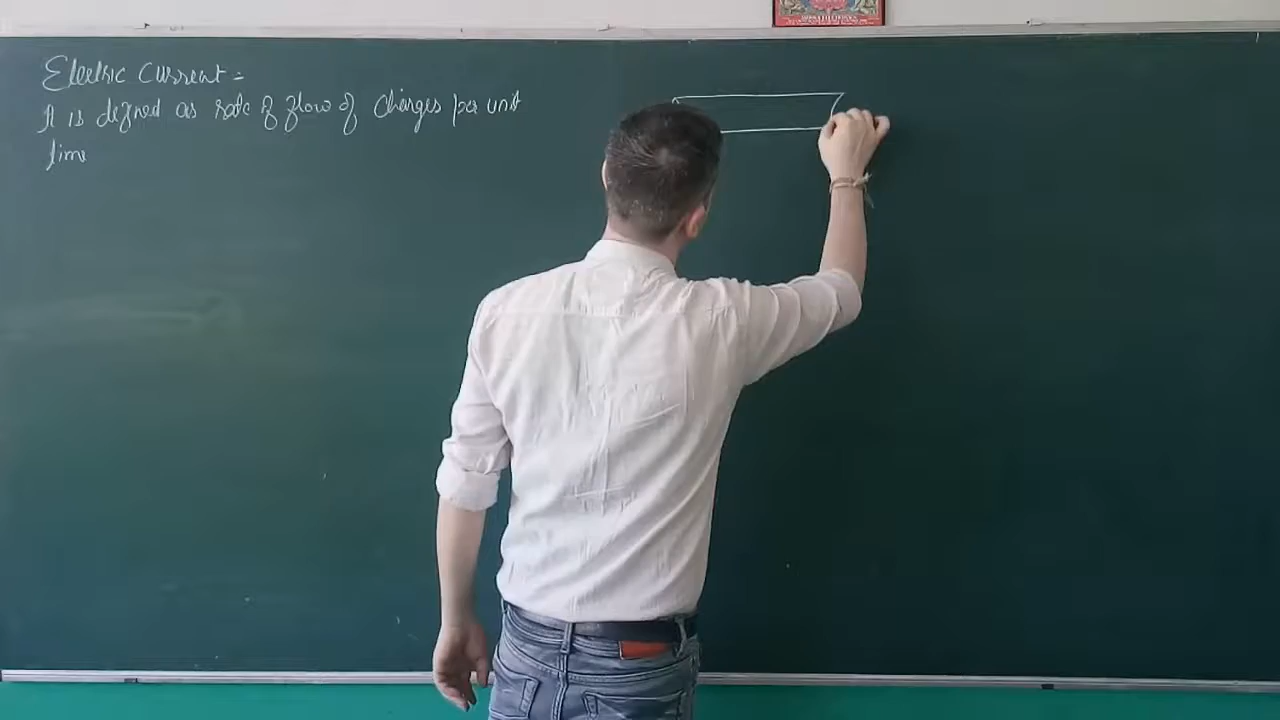 Electric Current =
It is defined as rate of flow of charges per unit
time